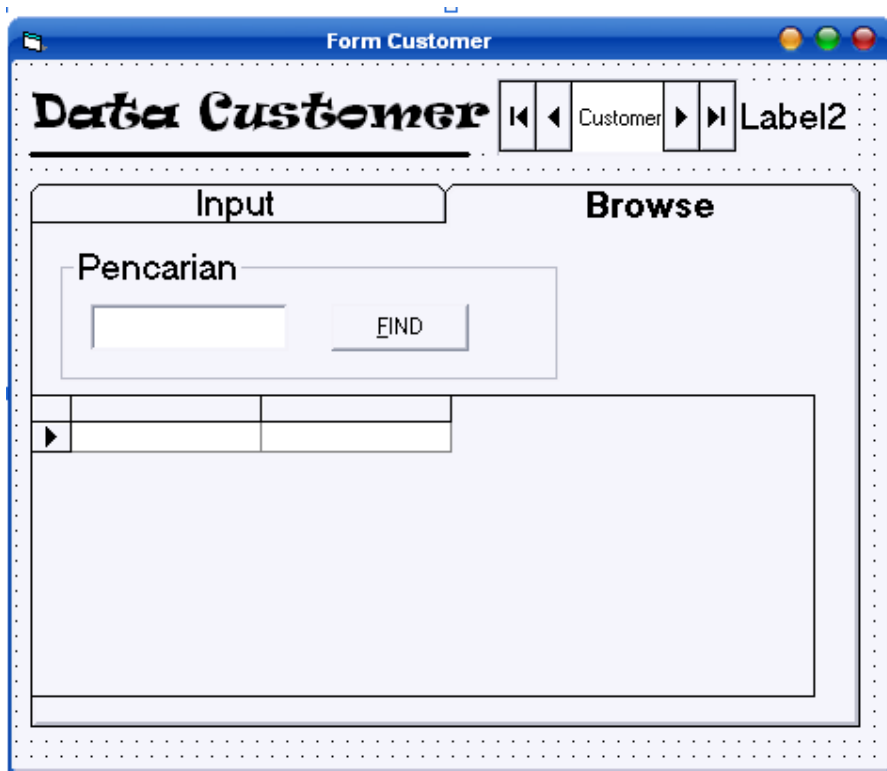 Form Customer
Data Customer
Customer
Label2
Input
Browse
Pencarian
FIND